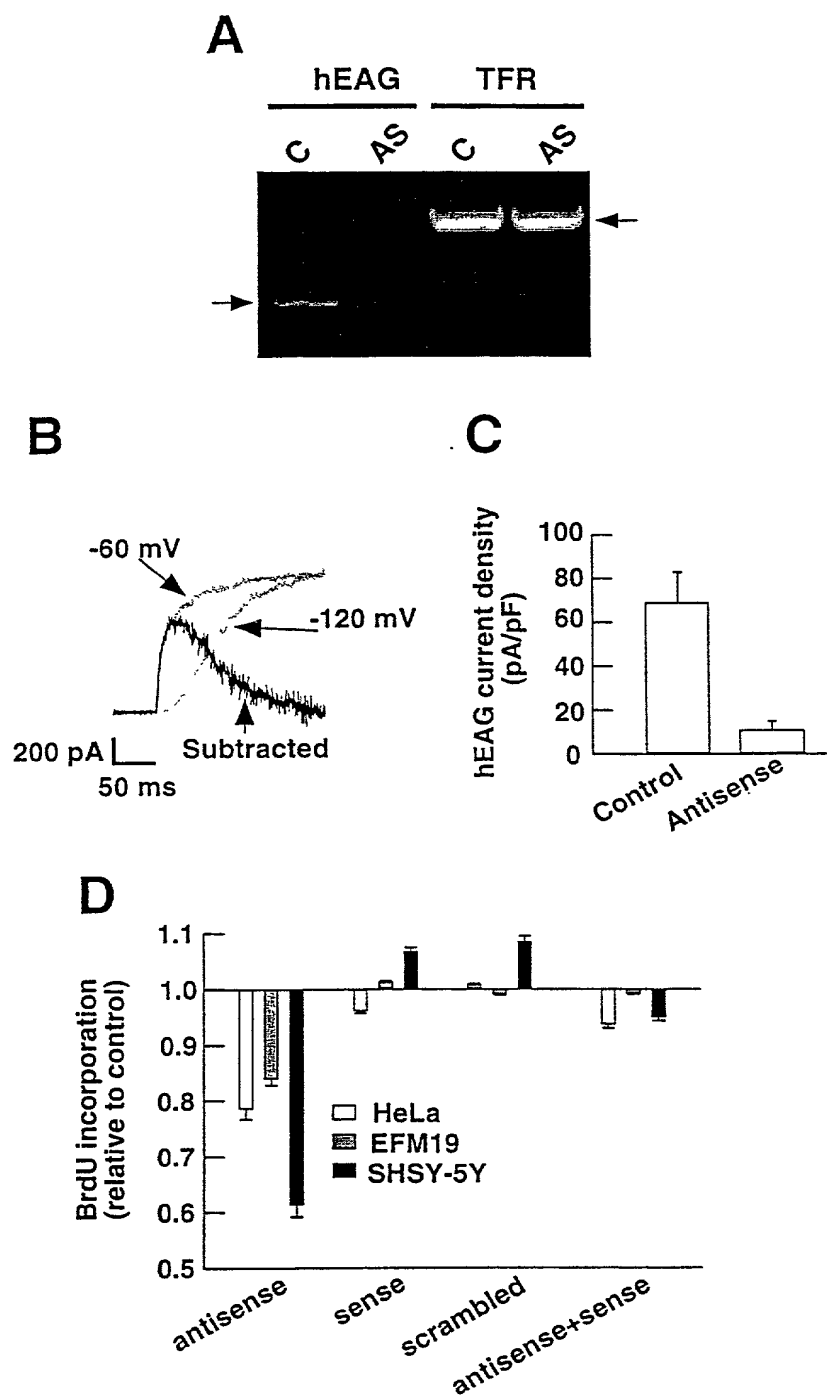 A
hEAG TFR
C AS C AS
B
-60 mV
-120 mV
200 pA
Subtracted
50 ms
C
hEAG current density
(pA/pF)
100
80
60
40
20
0
Control Antisense
D
BrdU incorporation
(relative to control)
1.1
1.0
0.9
0.8
0.7
0.6
0.5
HeLa
EFM19
SHSY-5Y
antisense sense scrambled antisense+sense